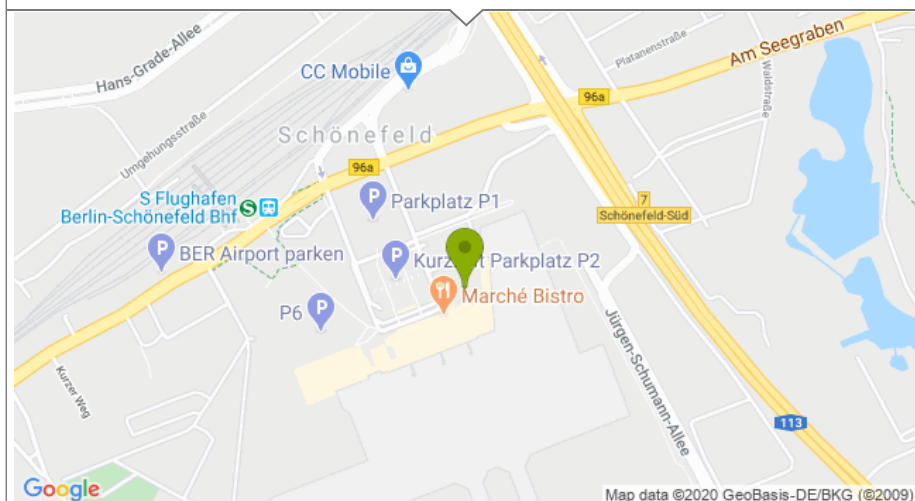 Hans-Grade-Allee
CC Mobile
Am Seegraben
Platanenstraße
Waldstraße
96a
Umgehungsstraße
Schönefeld
96a
S Flughafen
Berlin-Schönefeld Bhf
S
P
Parkplatz P1
7
Schönefeld-Süd
P
BER Airport parken
P
Kurz
it Parkplatz P2
Marché Bistro
P6
P
Jürgen-Schumann-Allee
Kurzer Weg
113
Google
Map data ©2020 GeoBasis-DE/BKG (©2009)